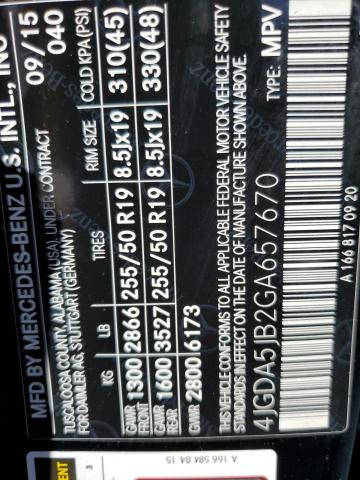 MFD BY MERCEDES-BENZ U.S. INTL., INC
TUSCALOOSA COUNTY, ALABAMA (USA), UNDER CONTRACT
FOR DAIMLER AG, STUTTGART (GERMANY)
09/15
040
KG LB TIRES RIM SIZE COLD KPA(PSI)
GVWR 1300 2866 255/50 R19 8.5Jx19 310(45)
FRONT
GAWR 1600 3527 255/50 R19 8.5Jx19 330(48)
REAR
GVWR 2800 6173
THIS VEHICLE CONFORMS TO ALL APPLICABLE FEDERAL MOTOR VEHICLE SAFETY
STANDARDS IN EFFECT ON THE DATE OF MANUFACTURE SHOWN ABOVE.
4JGDA5JB2GA657670
TYPE: MPV
A 166 817 09 20
A 166 584 84 15